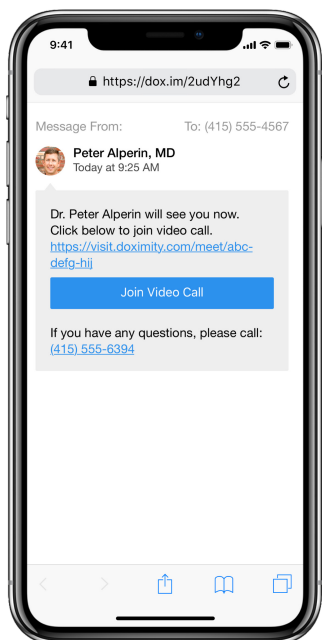 9:41
https://dox.im/2udYhg2
Message From: To: (415) 555-4567
Peter Alperin, MD
Today at 9:25 AM
Dr. Peter Alperin will see you now.
Click below to join video call.
https://visit.doximity.com/meet/abc-
defg-hij
Join Video Call
If you have any questions, please call:
(415) 555-6394